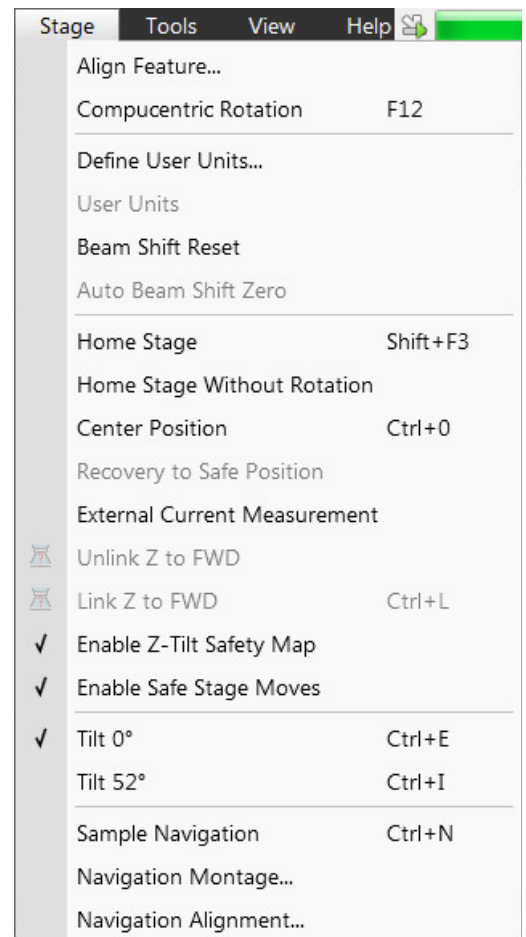 Stage Tools View Help
Align Feature...
Compucentric Rotation F12
Define User Units...
User Units
Beam Shift Reset
Auto Beam Shift Zero
Home Stage Shift+F3
Home Stage Without Rotation
Center Position Ctrl+0
Recovery to Safe Position
External Current Measurement
Unlink Z to FWD
Link Z to FWD Ctrl+L
Enable Z-Tilt Safety Map
Enable Safe Stage Moves
Tilt 0° Ctrl+E
Tilt 52° Ctrl+I
Sample Navigation Ctrl+N
Navigation Montage...
Navigation Alignment...